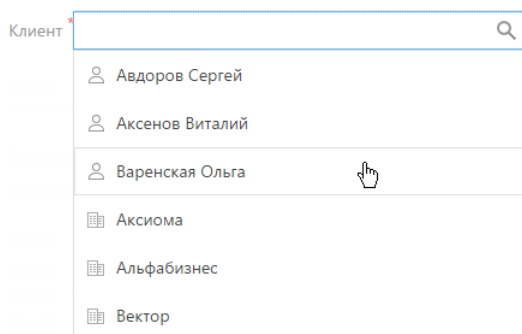 Клиент *
Авдоров Сергей
Аксенов Виталий
Варенская Ольга
Аксиома
Альфабизнес
Вектор